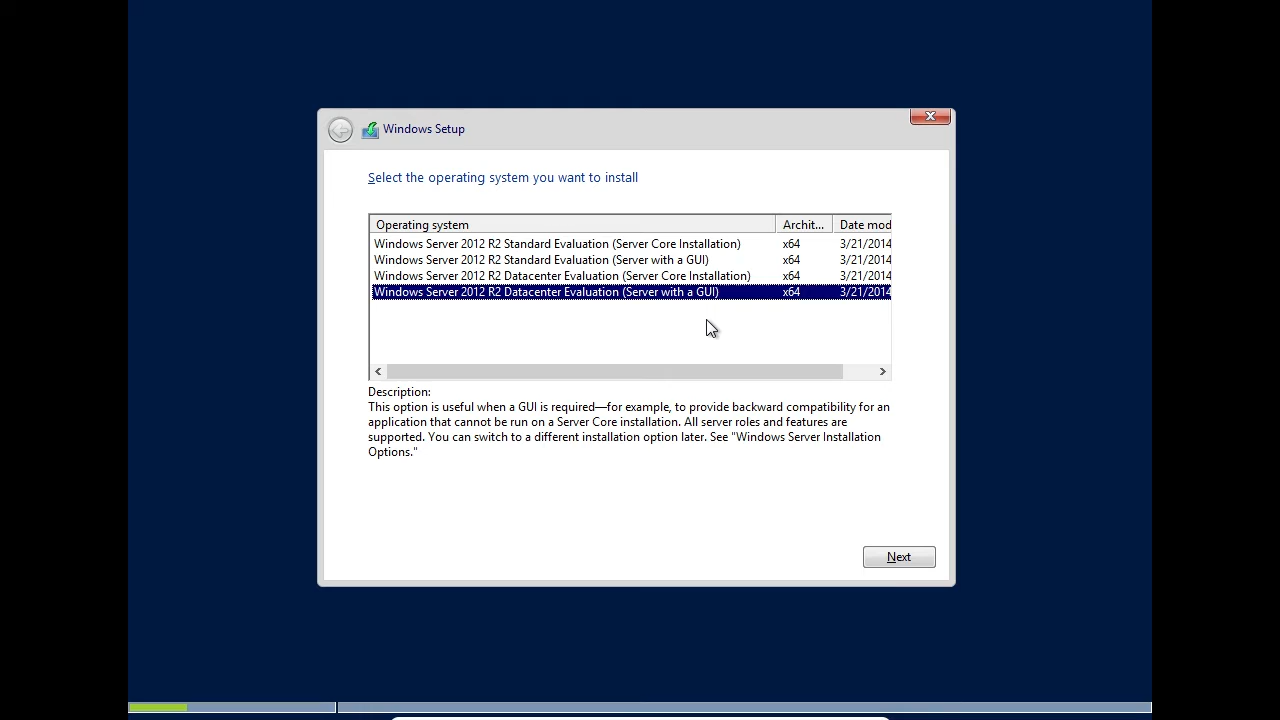 Windows Setup
Select the operating system you want to install
Operating system Archit... Date mod
Windows Server 2012 R2 Standard Evaluation (Server Core Installation) x64 3/21/2014
Windows Server 2012 R2 Standard Evaluation (Server with a GUI) x64 3/21/2014
Windows Server 2012 R2 Datacenter Evaluation (Server Core Installation) x64 3/21/2014
Windows Server 2012 R2 Datacenter Evaluation (Server with a GUI) x64 3/21/2014
Description:
This option is useful when a GUI is required—for example, to provide backward compatibility for an
application that cannot be run on a Server Core installation. All server roles and features are
supported. You can switch to a different installation option later. See "Windows Server Installation
Options."
Next